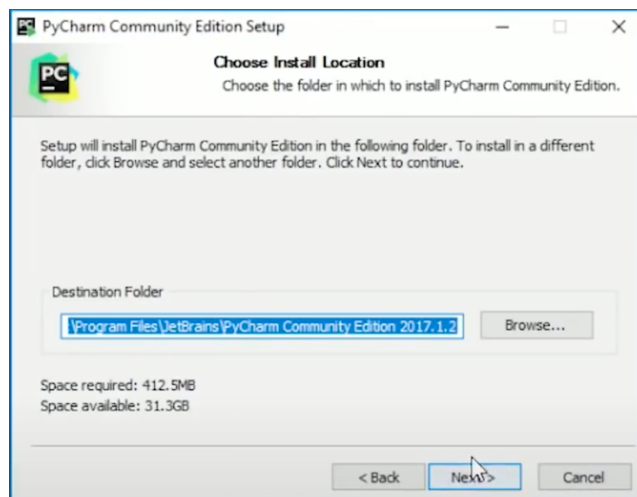 PyCharm Community Edition Setup
PC
Choose Install Location
Choose the folder in which to install PyCharm Community Edition.
Setup will install PyCharm Community Edition in the following folder. To install in a different
folder, click Browse and select another folder. Click Next to continue.
Destination Folder
:\Program Files\JetBrains\PyCharm Community Edition 2017.1.2
Browse...
Space required: 412.5MB
Space available: 31.3GB
< Back
Next >
Cancel